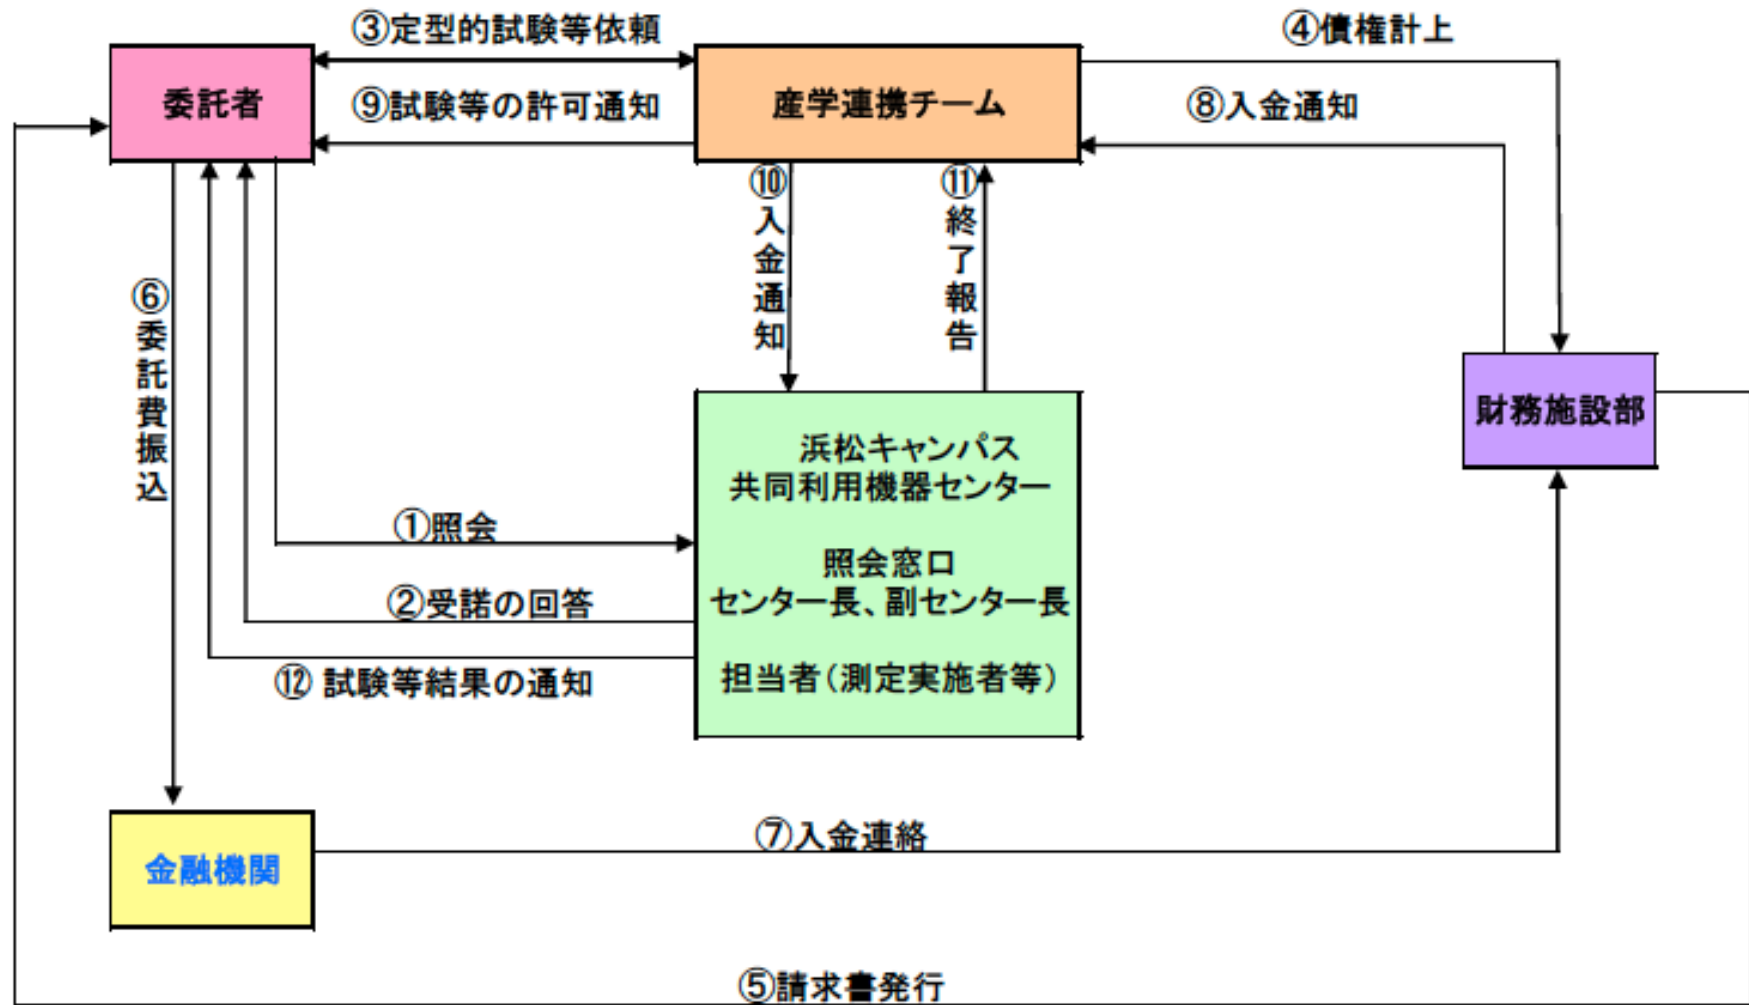 ③定型的試験等依頼
④債権計上
委託者
産学連携チーム
⑨試験等の許可通知
⑧入金通知
⑩入金通知
⑪終了報告
⑥委託費振込
財務施設部
浜松キャンパス
共同利用機器センター
照会窓口
センター長、副センター長
担当者（測定実施者等）
①照会
②受諾の回答
⑫ 試験等結果の通知
⑦入金連絡
金融機関
⑤請求書発行